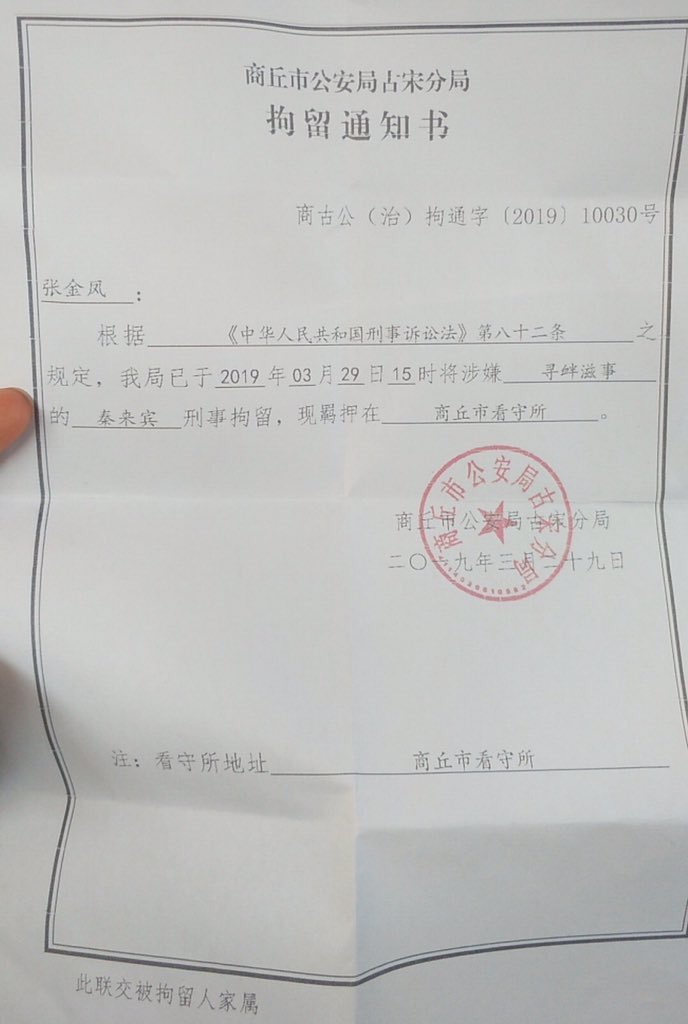 商丘市公安局古宋分局
拘留通知书
商古公（治）拘通字〔2019〕10030号
张金凤：
根据《中华人民共和国刑事诉讼法》第八十二条之
规定，我局已于2019年03月29日15时将涉嫌寻衅滋事
的秦来宾刑事拘留，现羁押在商丘市看守所。
商丘市公安局古宋分局
商丘市公安局古宋分局
二〇一九年三月二十九日
注：看守所地址商丘市看守所
此联交被拘留人家属